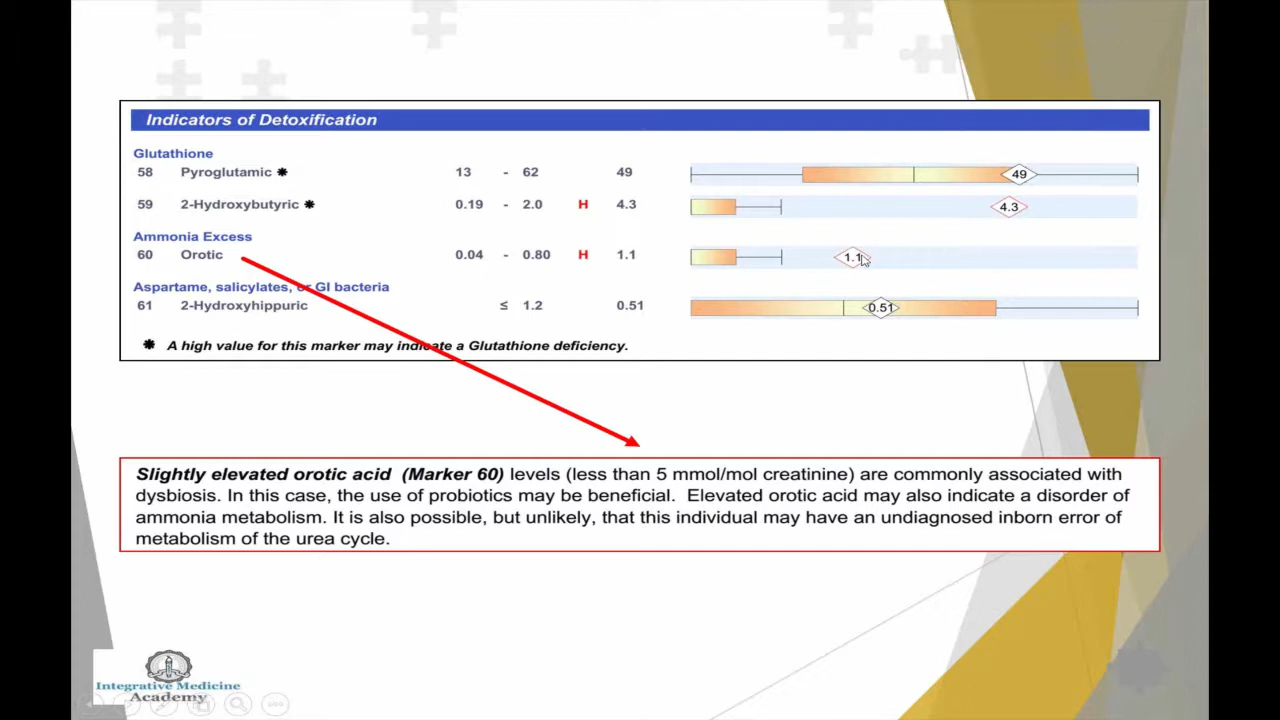 Indicators of Detoxification
Glutathione
58 Pyroglutamic ✱ 13 - 62 49 49
59 2-Hydroxybutyric ✱ 0.19 - 2.0 H 4.3 4.3
Ammonia Excess
60 Orotic 0.04 - 0.80 H 1.1 1.1
Aspartame, salicylates, or GI bacteria
61 2-Hydroxyhippuric ≤ 1.2 0.51 0.51
✱ A high value for this marker may indicate a Glutathione deficiency.
Slightly elevated orotic acid (Marker 60) levels (less than 5 mmol/mol creatinine) are commonly associated with
dysbiosis. In this case, the use of probiotics may be beneficial. Elevated orotic acid may also indicate a disorder of
ammonia metabolism. It is also possible, but unlikely, that this individual may have an undiagnosed inborn error of
metabolism of the urea cycle.
Integrative Medicine
Academy